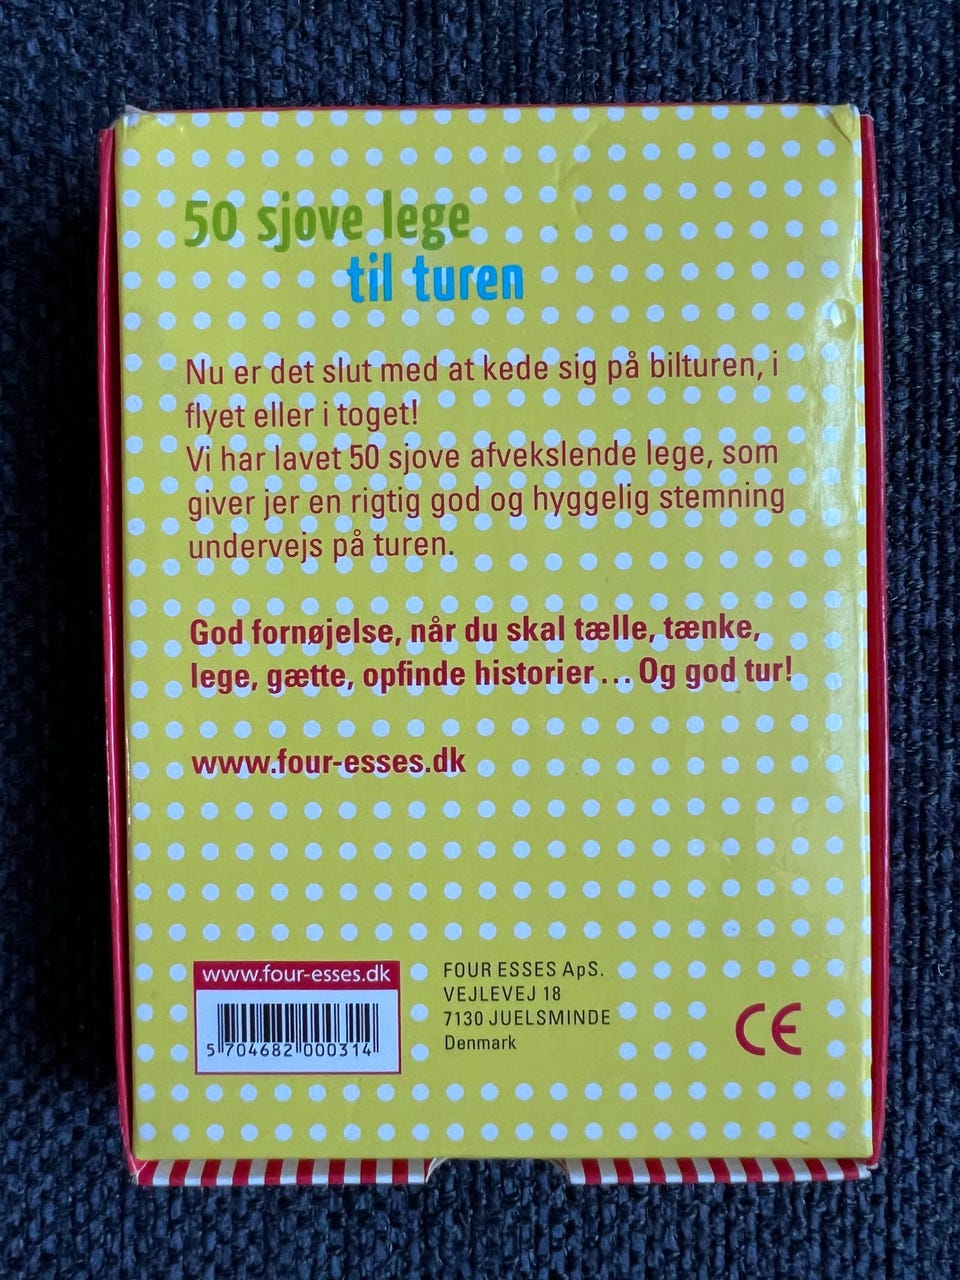 50 sjove lege
til turen
Nu er det slut med at kede sig på bilturen, i
flyet eller i toget!
Vi har lavet 50 sjove afvekslende lege, som
giver jer en rigtig god og hyggelig stemning
undervejs på turen.
God fornøjelse, når du skal tælle, tænke,
lege, gætte, opfinde historier... Og god tur!
www.four-esses.dk
www.four-esses.dk
5 704682 000314
FOUR ESSES ApS.
VEJLEVEJ 18
7130 JUELSMINDE
Denmark
CE